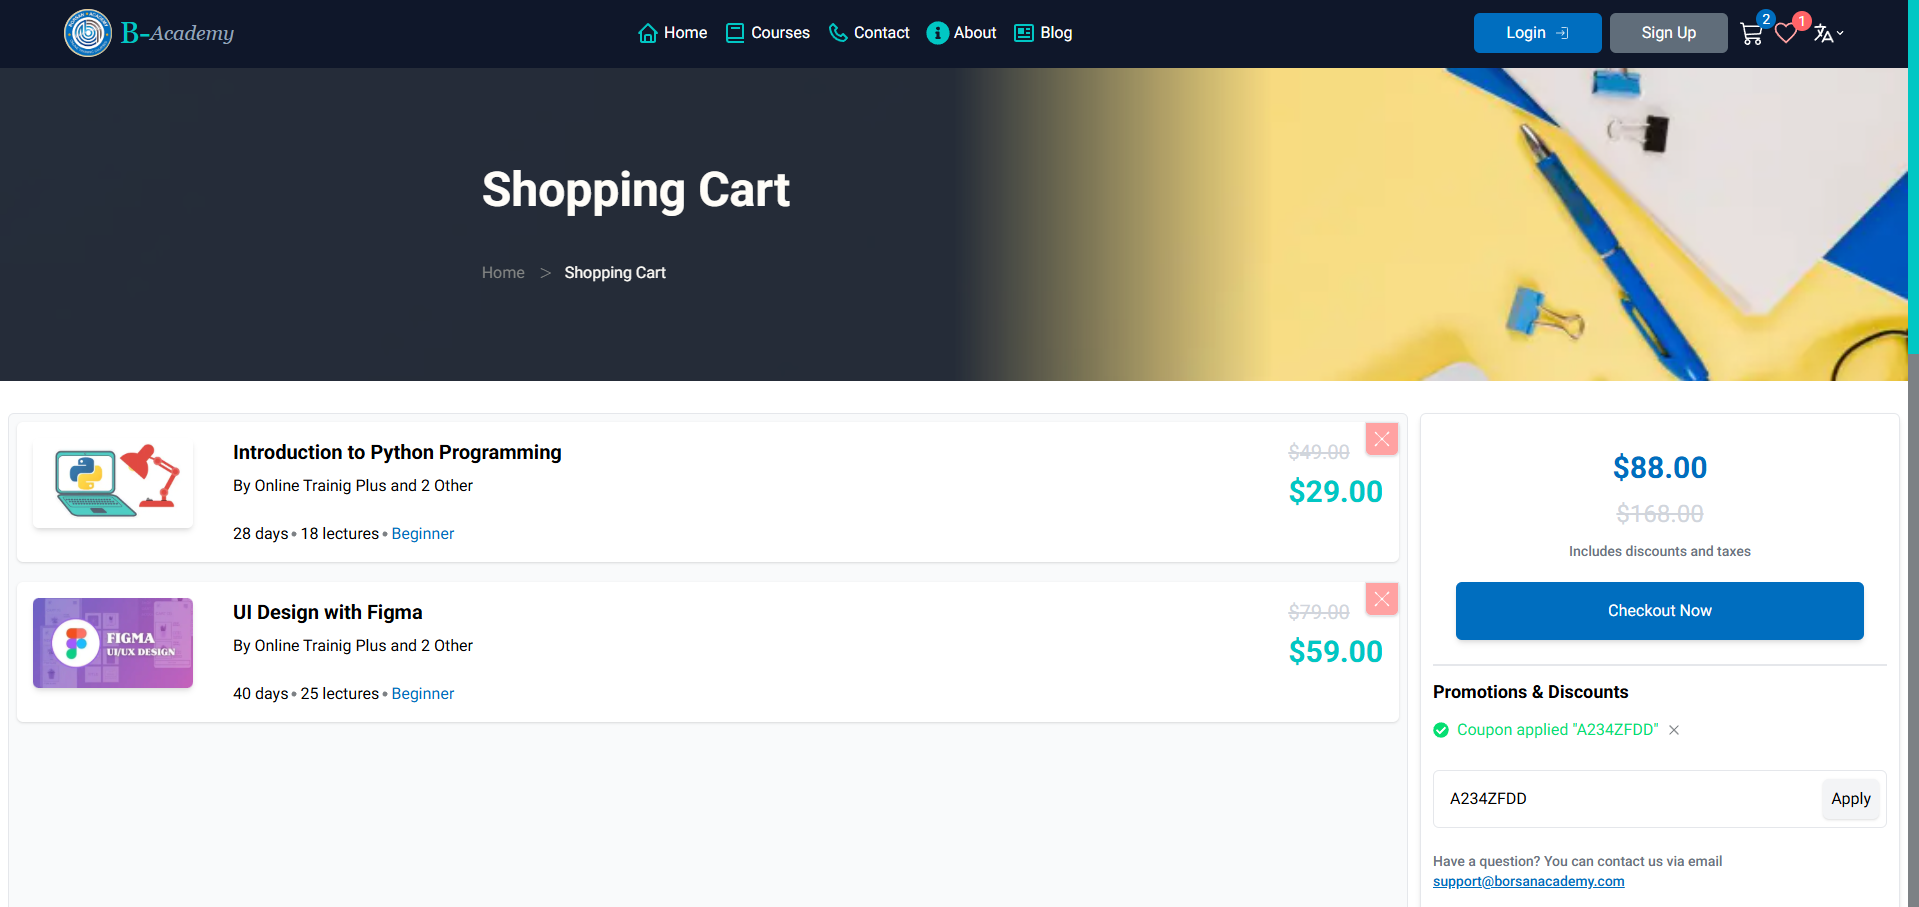 B-Academy
Home
Courses
Contact
About
Blog
Login
Sign Up
2
1
Shopping Cart
Home > Shopping Cart
Introduction to Python Programming
By Online Trainig Plus and 2 Other
28 days • 18 lectures • Beginner
$49.00
$29.00
FIGMA
UI/UX DESIGN
UI Design with Figma
By Online Trainig Plus and 2 Other
40 days • 25 lectures • Beginner
$79.00
$59.00
$88.00
$168.00
Includes discounts and taxes
Checkout Now
Promotions & Discounts
Coupon applied "A234ZFDD"
A234ZFDD
Apply
Have a question? You can contact us via email
support@borsanacademy.com